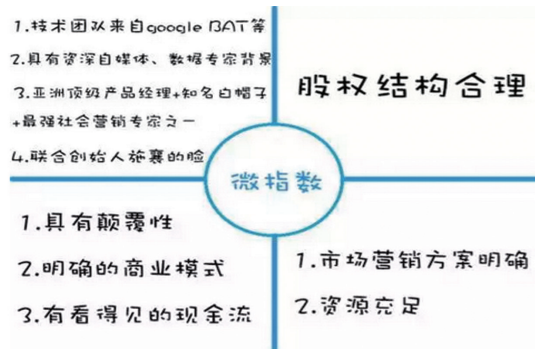 1.技术团队来自google BAT等
2.具有资深自媒体、数据专家背景
3.亚洲顶级产品经理+知名白帽子
+最强社会营销专家之一
4.联合创始人施襄的脸
股权结构合理
微指数
1.具有颠覆性
2.明确的商业模式
3.有看得见的现金流
1.市场营销方案明确
2.资源充足